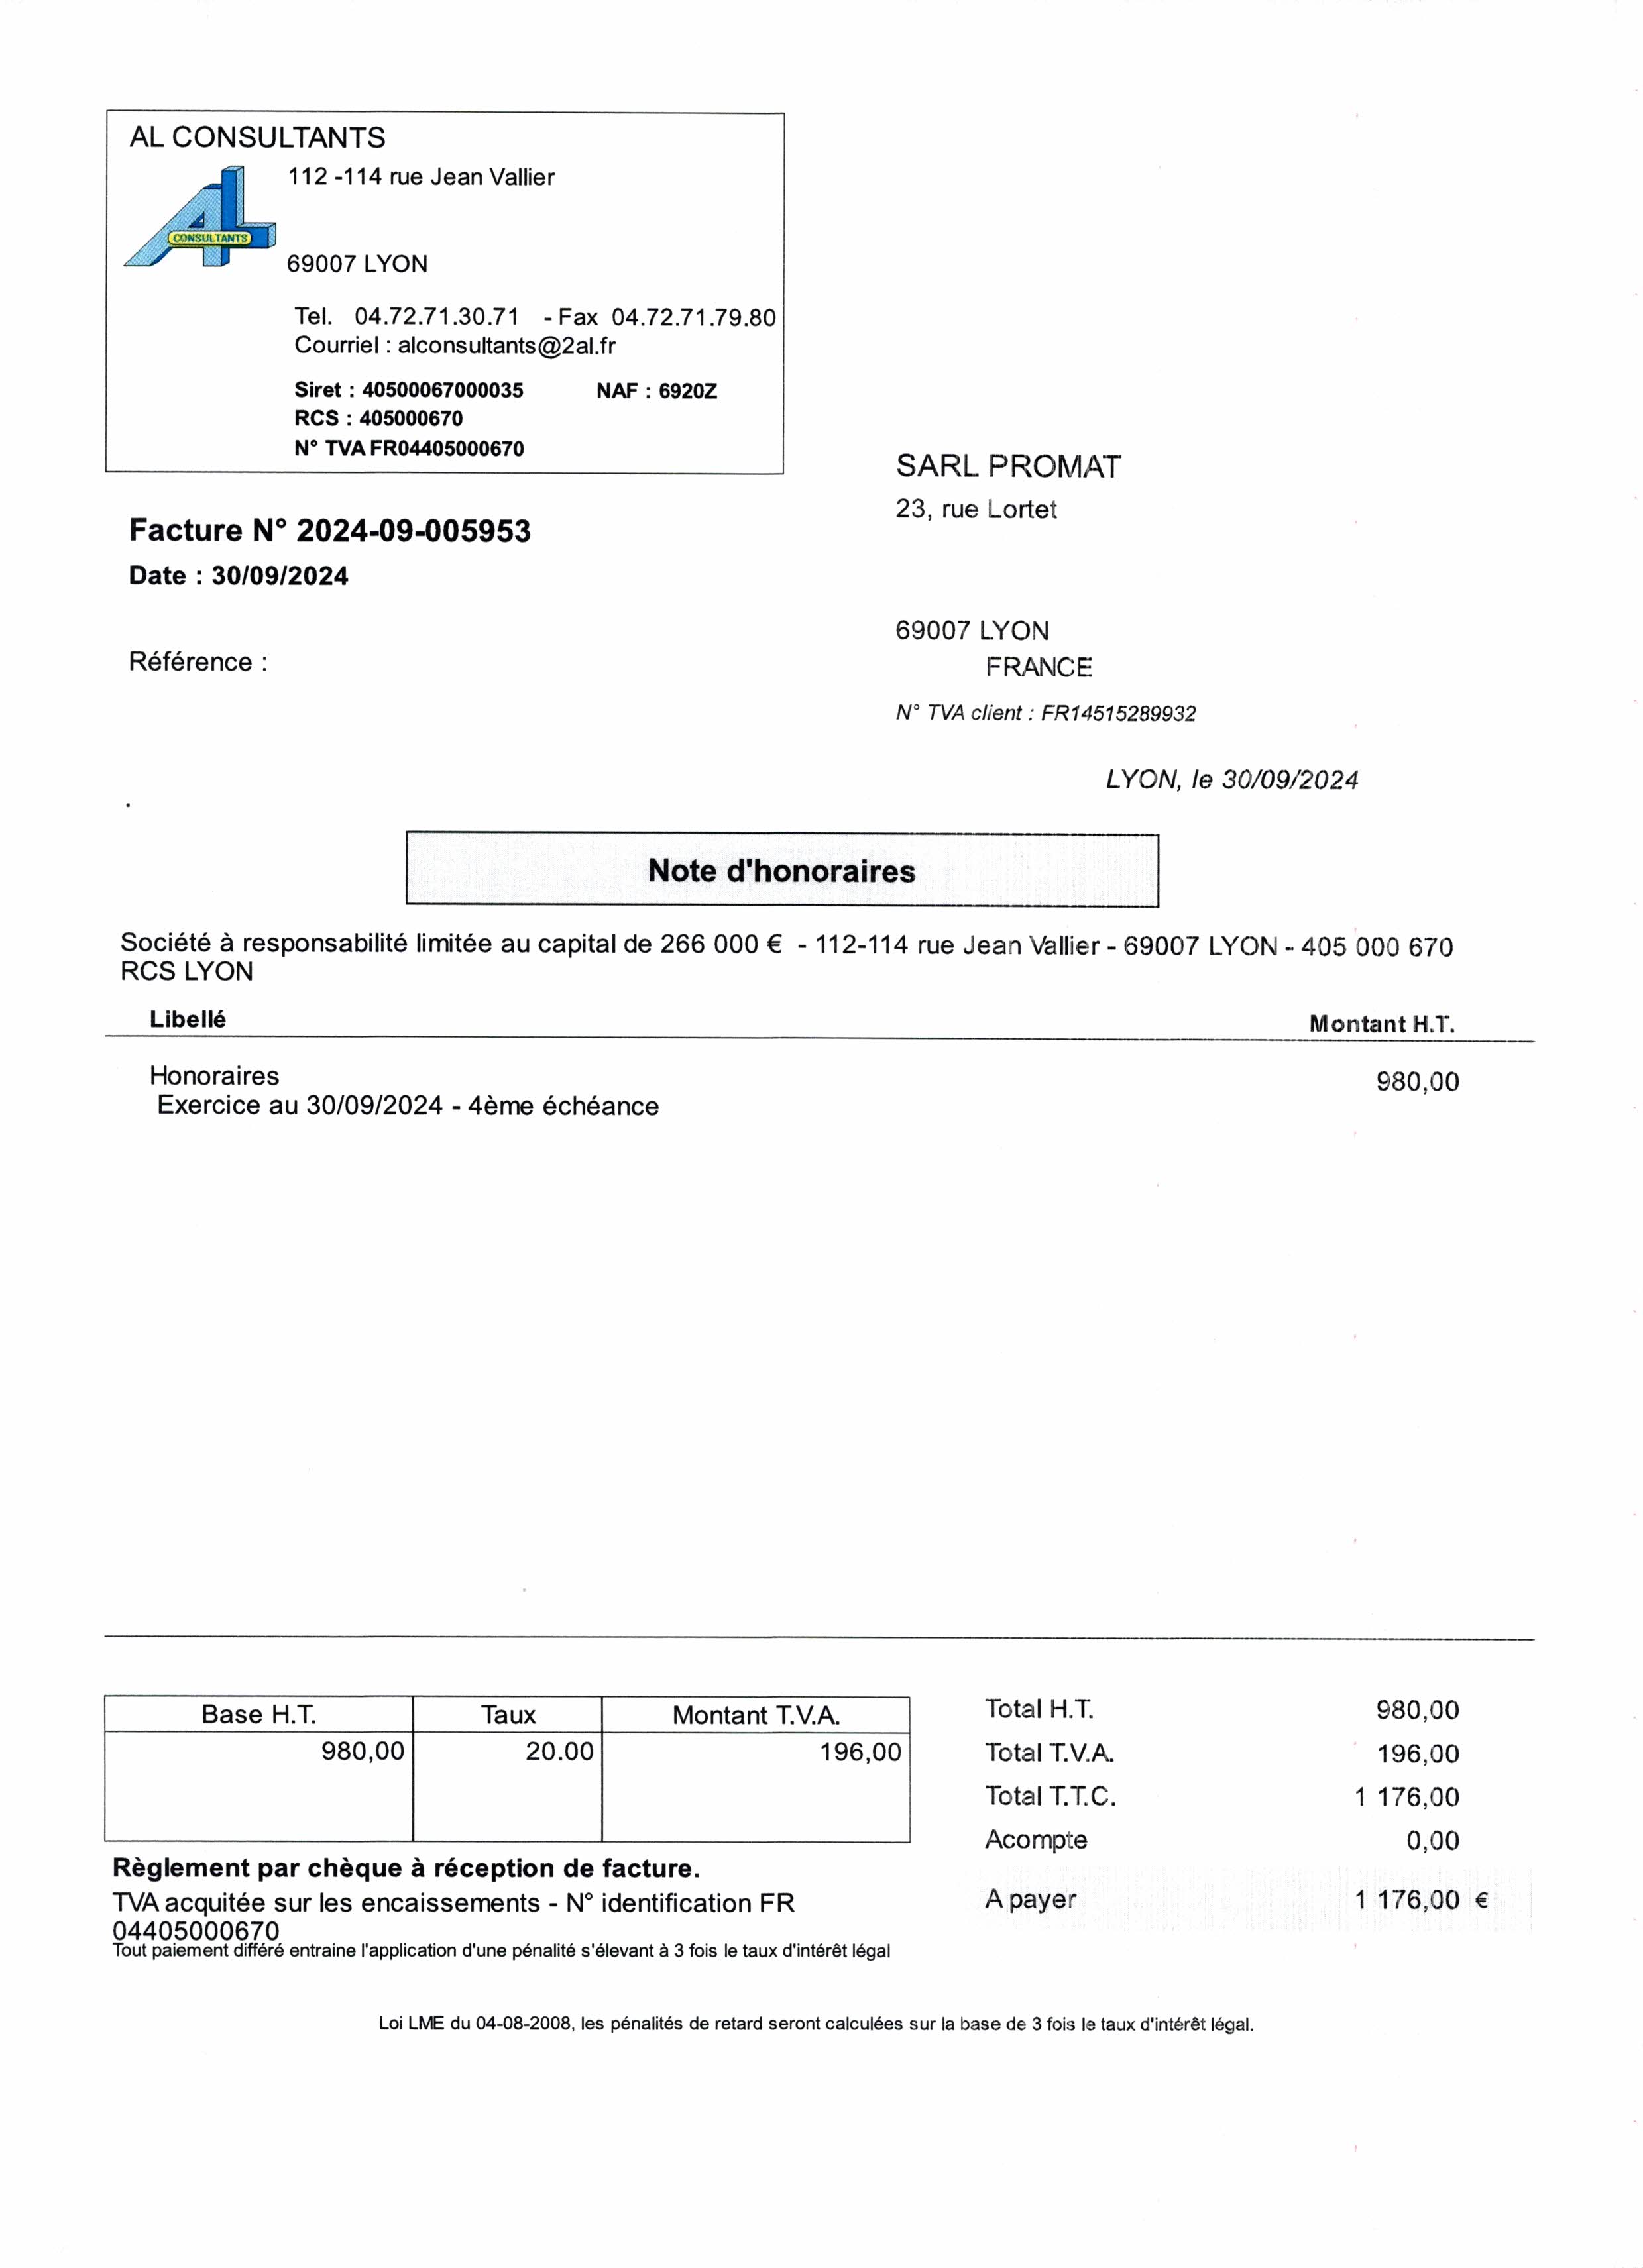 AL CONSULTANTS
112 -114 rue Jean Vallier
AL
CONSULTANTS
69007 LYON
Tel. 04.72.71.30.71 - Fax 04.72.71.79.80
Courriel : alconsultants@2al.fr
Siret : 40500067000035 NAF : 6920Z
RCS : 405000670
N° TVA FR04405000670
SARL PROMAT
23, rue Lortet
Facture N° 2024-09-005953
Date : 30/09/2024
69007 LYON
Référence :
FRANCE
N° TVA client : FR14515289932
LYON, le 30/09/2024
Note d'honoraires
Société à responsabilité limitée au capital de 266 000 € - 112-114 rue Jean Vallier - 69007 LYON - 405 000 670
RCS LYON
Libellé Montant H.T.
Honoraires 980,00
Exercice au 30/09/2024 - 4ème échéance
Base H.T. Taux Montant T.V.A.
980,00 20.00 196,00
Total H.T. 980,00
Total T.V.A. 196,00
Total T.T.C. 1 176,00
Acompte 0,00
A payer 1 176,00 €
Règlement par chèque à réception de facture.
TVA acquitée sur les encaissements - N° identification FR
04405000670
Tout paiement différé entraine l'application d'une pénalité s'élevant à 3 fois le taux d'intérêt légal
Loi LME du 04-08-2008, les pénalités de retard seront calculées sur la base de 3 fois le taux d'intérêt légal.